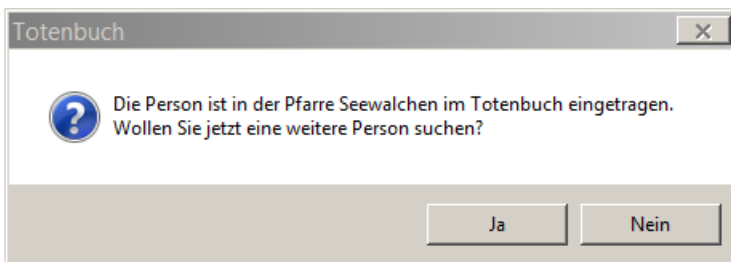 Totenbuch
Die Person ist in der Pfarre Seewalchen im Totenbuch eingetragen.
Wollen Sie jetzt eine weitere Person suchen?
Ja Nein